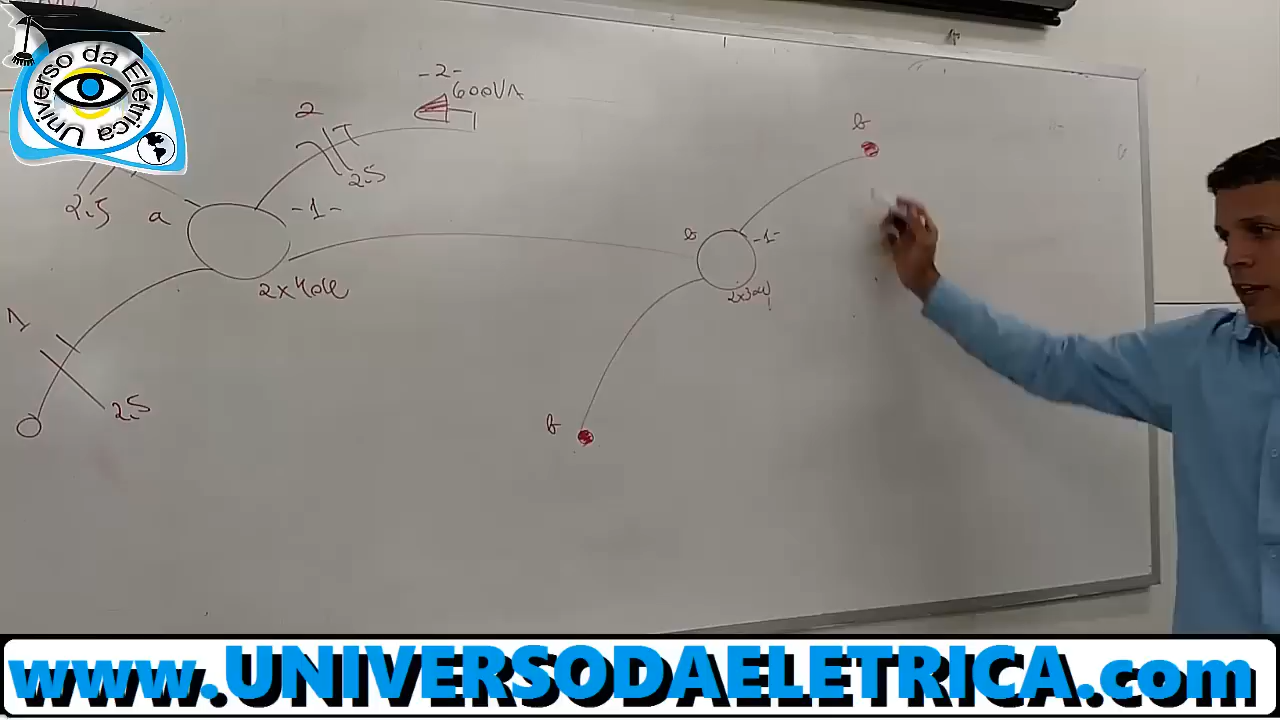 Universo da Elétrica
-2-
600VA
2
2.5
2.5
a
-1-
2x40W
1
2.5
b
b
-1-
b
www.UNIVERSODAELETRICA.com